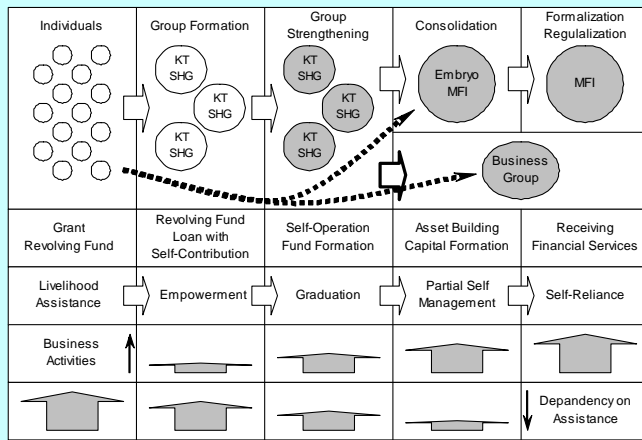 Individuals
Group Formation
Group
Strengthening
Consolidation
Formalization
Regulalization
KT
SHG
KT
SHG
KT
SHG
KT
SHG
KT
SHG
KT
SHG
Embryo
MFI
MFI
Business
Group
Grant
Revolving Fund
Revolving Fund
Loan with
Self-Contribution
Self-Operation
Fund Formation
Asset Building
Capital Formation
Receiving
Financial Services
Livelihood
Assistance
Empowerment
Graduation
Partial Self
Management
Self-Reliance
Business
Activities
Dependency on
Assistance